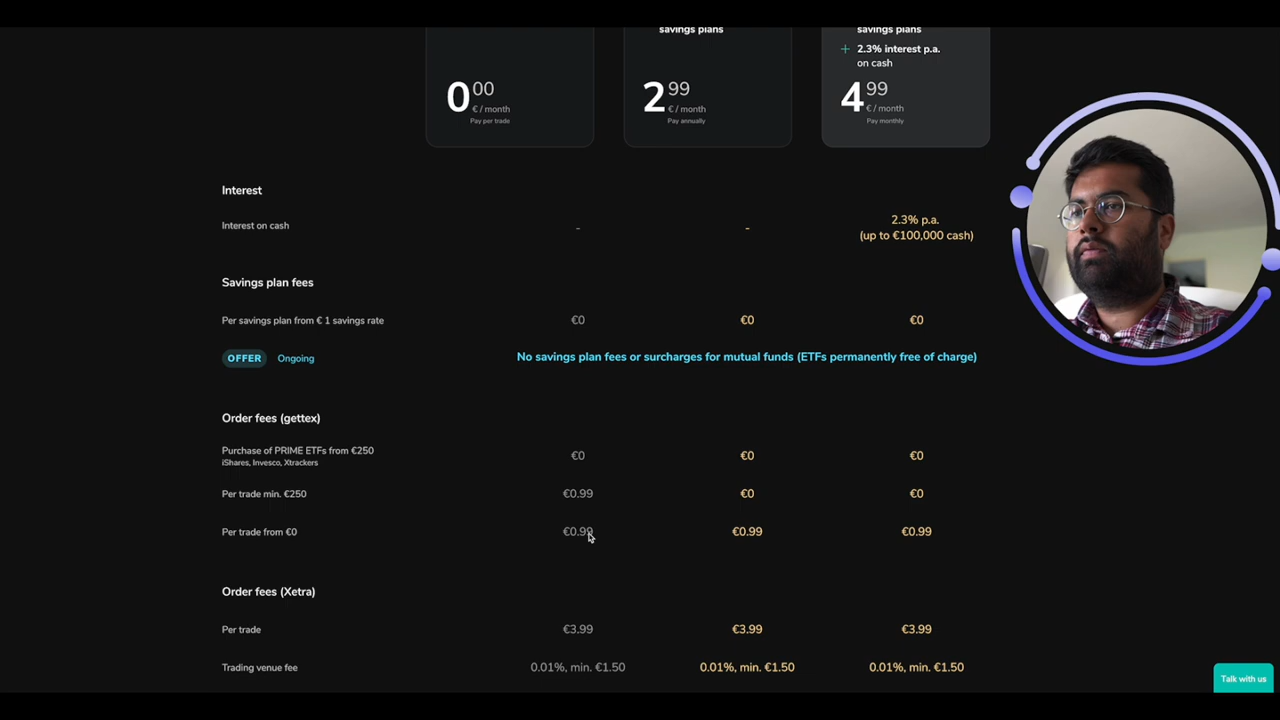 savings plans
savings plans
+ 2.3% interest p.a.
on cash
0 00 € / month
Pay per trade
2 99 € / month
Pay annually
4 99 € / month
Pay monthly
Interest
Interest on cash - - 2.3% p.a.
(up to €100,000 cash)
Savings plan fees
Per savings plan from € 1 savings rate €0 €0 €0
OFFER Ongoing No savings plan fees or surcharges for mutual funds (ETFs permanently free of charge)
Order fees (gettex)
Purchase of PRIME ETFs from €250 €0 €0 €0
iShares, Invesco, Xtrackers
Per trade min. €250 €0.99 €0 €0
Per trade from €0 €0.99 €0.99 €0.99
Order fees (Xetra)
Per trade €3.99 €3.99 €3.99
Trading venue fee 0.01%, min. €1.50 0.01%, min. €1.50 0.01%, min. €1.50
Talk with us